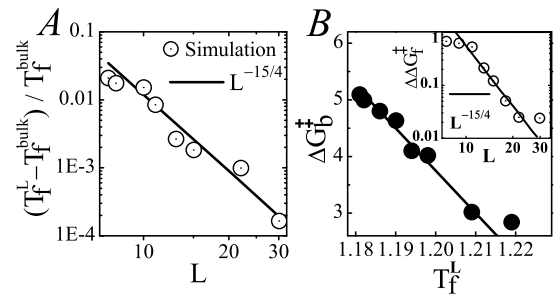 A
(T_f^L − T_f^bulk) / T_f^bulk
0.1
0.01
1E−3
1E−4
Simulation
L^−15/4
10
20
30
L
B
ΔG_b^‡
6
5
4
3
1.18
1.19
1.20
1.21
1.22
T_f^L
ΔΔG_f^‡
1
0.1
0.01
L^−15/4
10
20
30
L